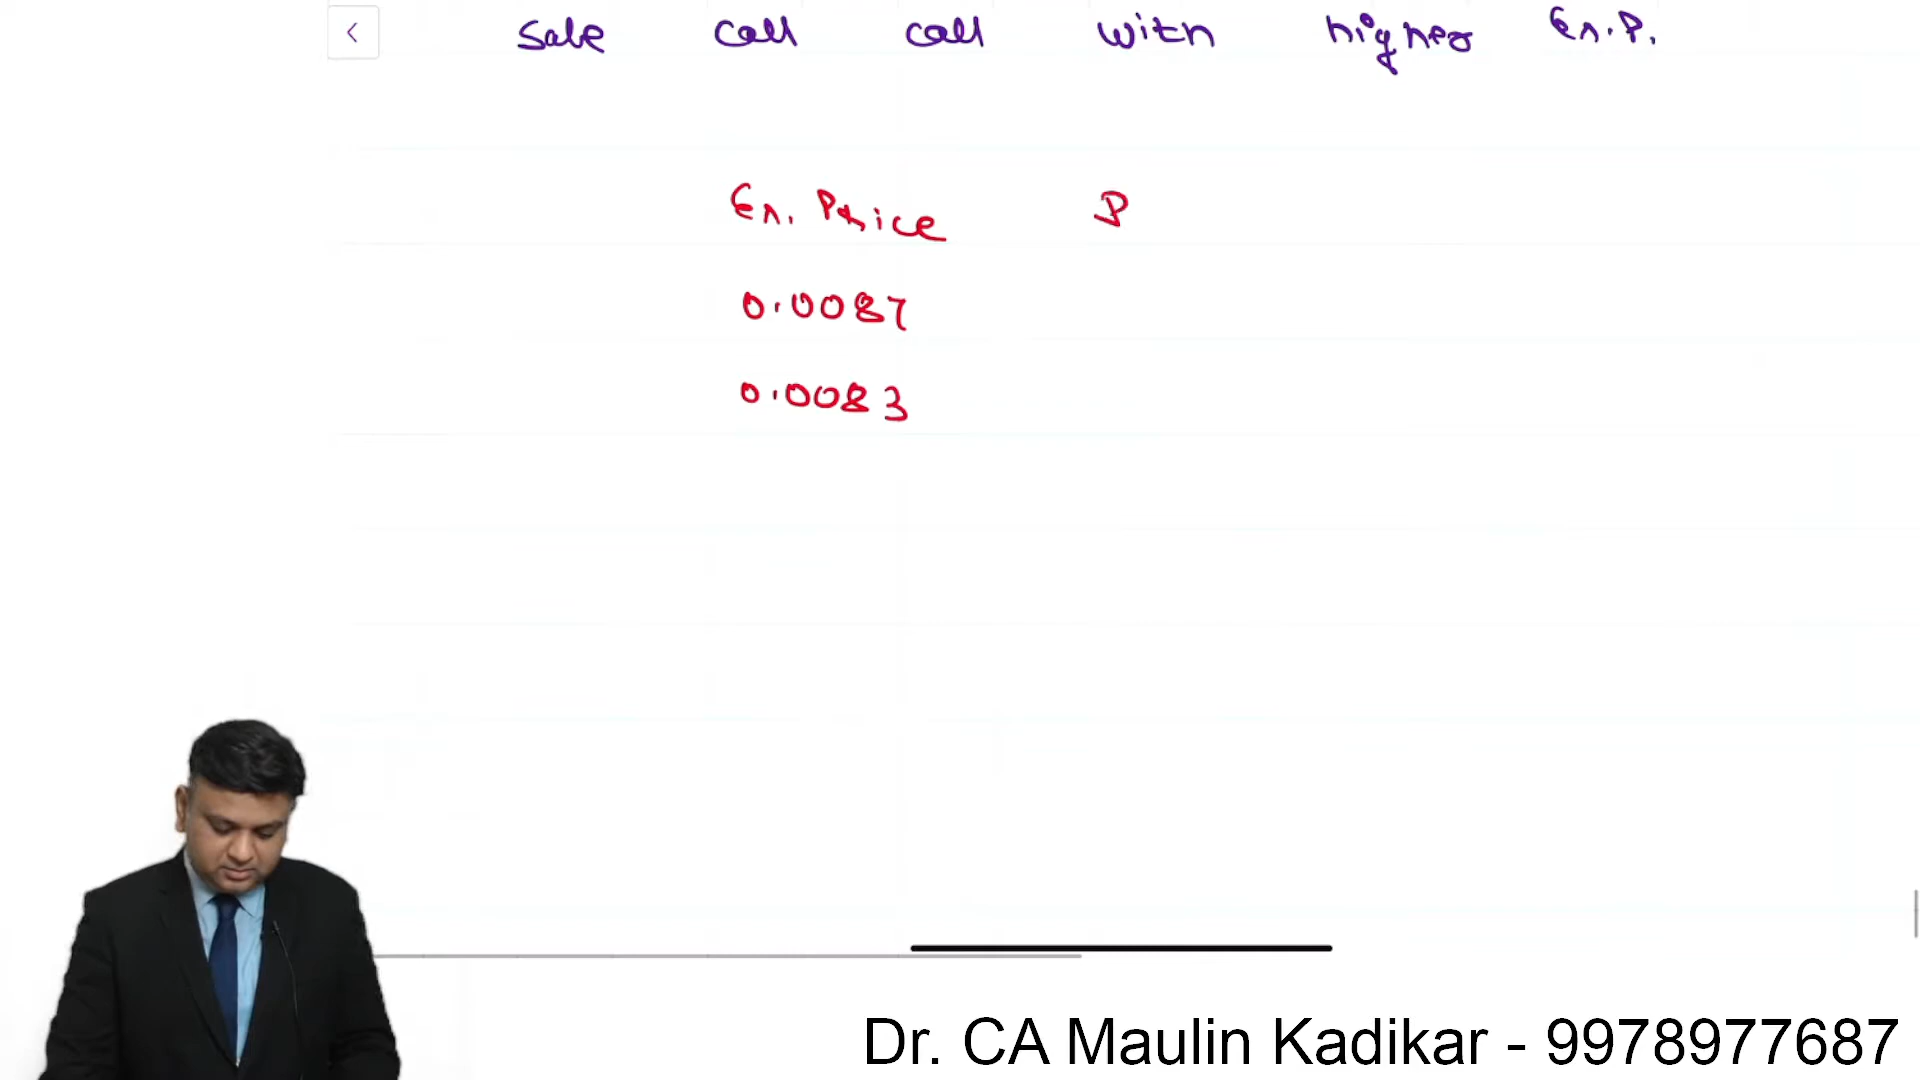 Sale call call with higher Ex.P.
Ex. Price P
0.0087
0.0083
Dr. CA Maulin Kadikar - 9978977687